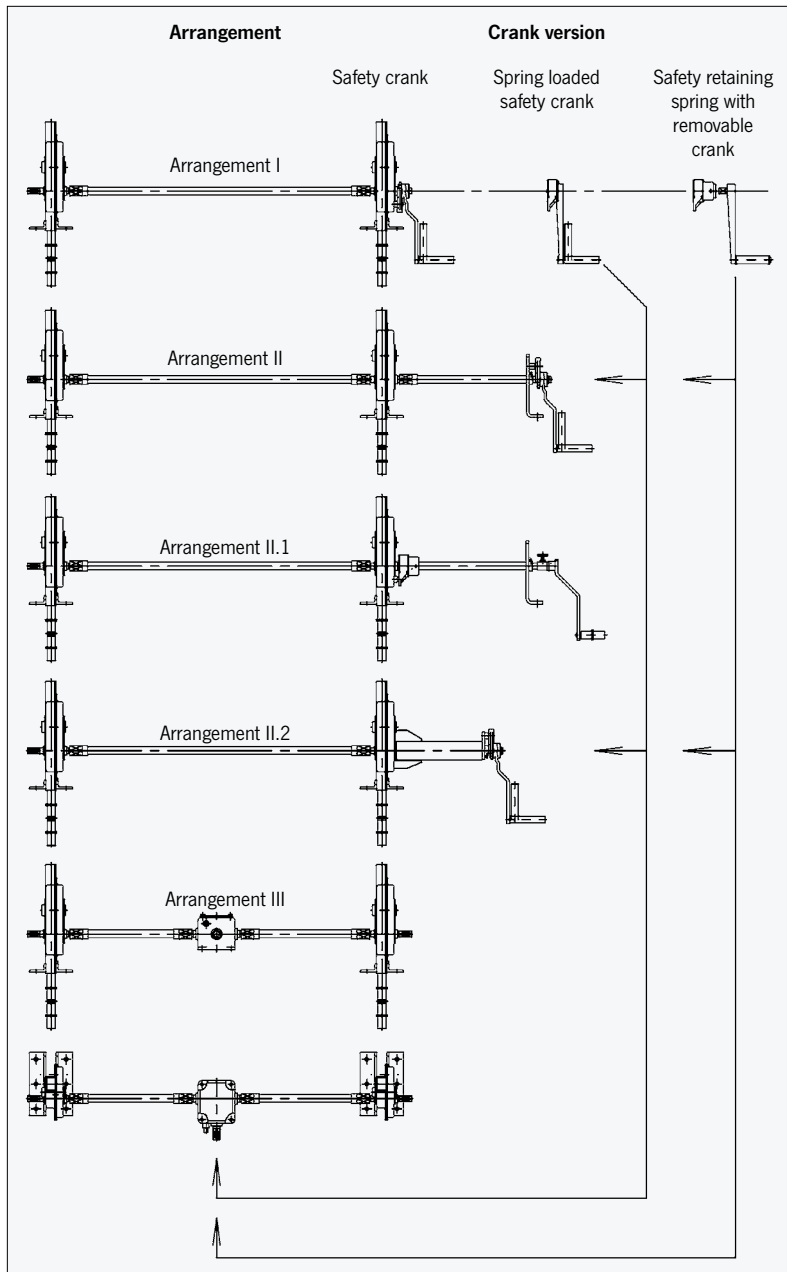 Arrangement
Crank version
Safety crank
Spring loaded
safety crank
Safety retaining
spring with
removable
crank
Arrangement I
Arrangement II
Arrangement II.1
Arrangement II.2
Arrangement III